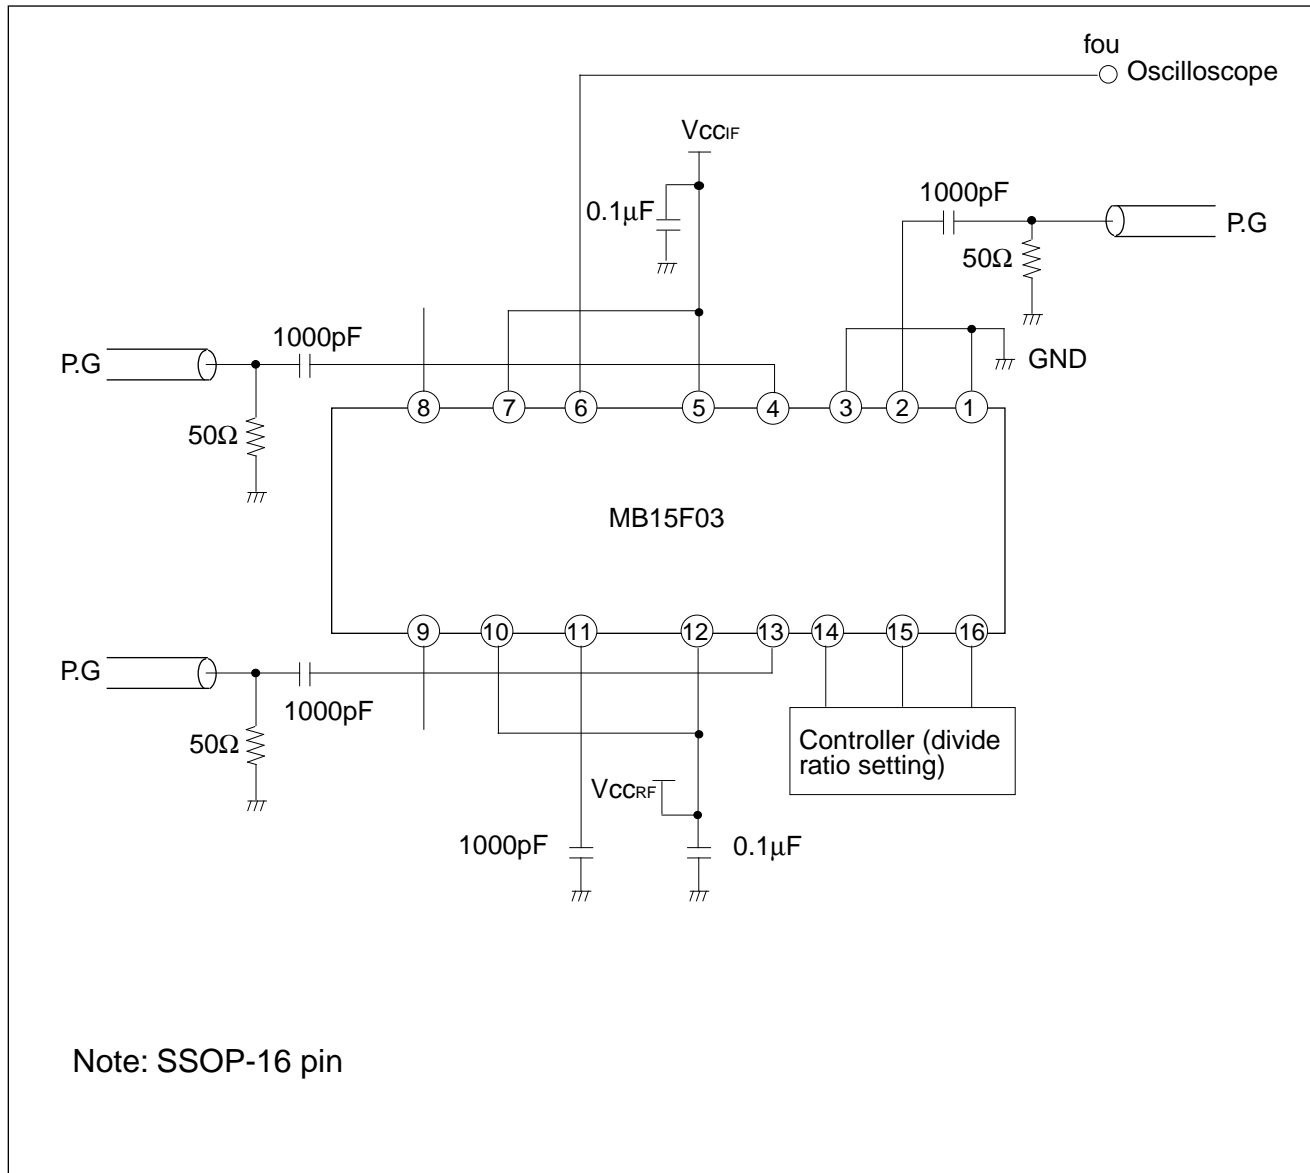 fou
Oscilloscope
VccIF
0.1μF
1000pF
P.G
50Ω
GND
1000pF
P.G
50Ω
8 7 6 5 4 3 2 1
MB15F03
9 10 11 12 13 14 15 16
P.G
1000pF
50Ω
Controller (divide
ratio setting)
VccRF
1000pF
0.1μF
Note: SSOP-16 pin